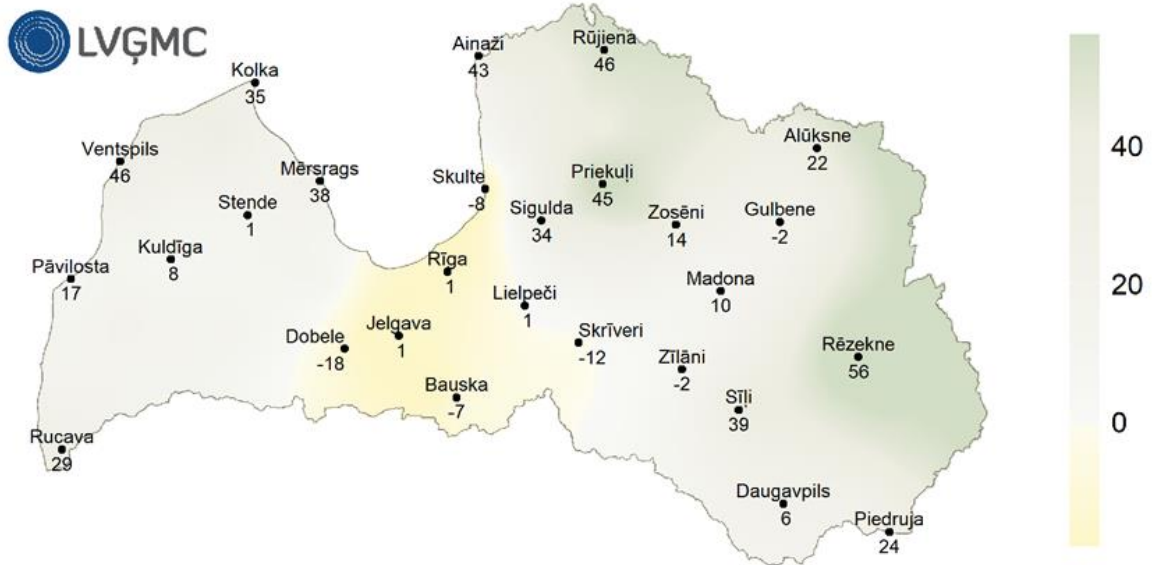 LVĢMC
Ainaži
43
Rūjiena
46
Kolka
35
Ventspils
46
Mērsrags
38
Skulte
-8
Priekuļi
45
Alūksne
22
Stende
1
Sigulda
34
Zosēni
14
Gulbene
-2
Kuldīga
8
Pāvilosta
17
Rīga
1
Lielpeči
1
Madona
10
Dobele
-18
Jelgava
1
Skrīveri
-12
Zīlāni
-2
Rēzekne
56
Bauska
-7
Sīļi
39
Rucava
29
Daugavpils
6
Piedruja
24
40
20
0